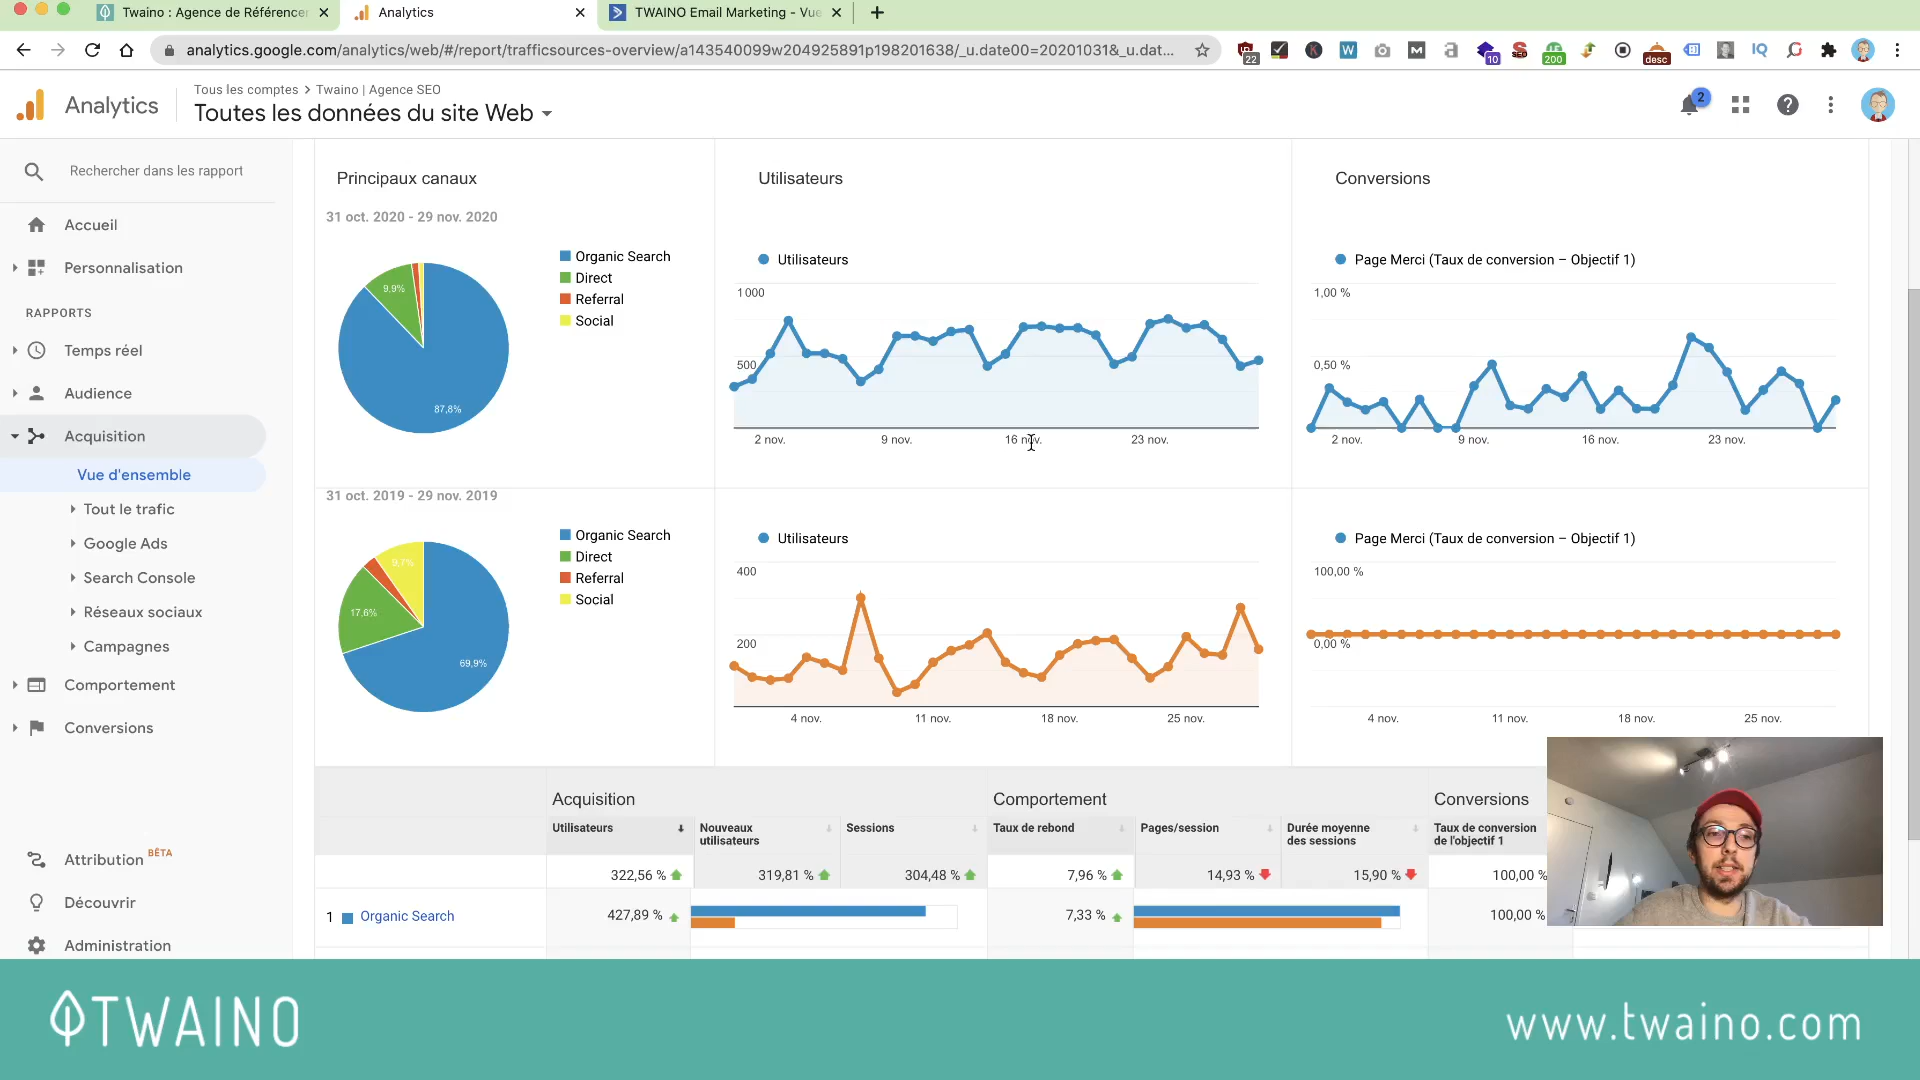 Twaino : Agence de Référencer
Analytics
TWAINO Email Marketing - Vue
analytics.google.com/analytics/web/#/report/trafficsources-overview/a143540099w204925891p198201638/_u.date00=20201031&_u.dat...
22
10
SEO
200
desc
IQ
Analytics
Tous les comptes > Twaino | Agence SEO
Toutes les données du site Web
2
Rechercher dans les rapport
Accueil
Personnalisation
RAPPORTS
Temps réel
Audience
Acquisition
Vue d'ensemble
Tout le trafic
Google Ads
Search Console
Réseaux sociaux
Campagnes
Comportement
Conversions
Attribution BÊTA
Découvrir
Administration
Principaux canaux
31 oct. 2020 - 29 nov. 2020
Organic Search
Direct
Referral
Social
9,9%
87,8%
Utilisateurs
Utilisateurs
1 000
500
2 nov.
9 nov.
16 nov.
23 nov.
Conversions
Page Merci (Taux de conversion – Objectif 1)
1,00 %
0,50 %
2 nov.
9 nov.
16 nov.
23 nov.
31 oct. 2019 - 29 nov. 2019
Organic Search
Direct
Referral
Social
9,7%
17,6%
69,9%
Utilisateurs
400
200
4 nov.
11 nov.
18 nov.
25 nov.
Page Merci (Taux de conversion – Objectif 1)
100,00 %
0,00 %
4 nov.
11 nov.
18 nov.
25 nov.
Acquisition
Comportement
Conversions
Utilisateurs
Nouveaux utilisateurs
Sessions
Taux de rebond
Pages/session
Durée moyenne des sessions
Taux de conversion de l'objectif 1
322,56 %
319,81 %
304,48 %
7,96 %
14,93 %
15,90 %
100,00 %
1
Organic Search
427,89 %
7,33 %
100,00 %
TWAINO
www.twaino.com